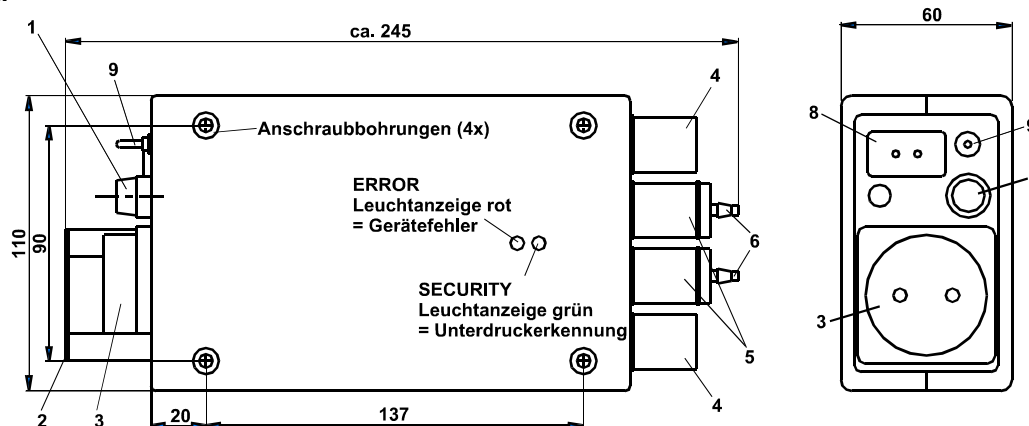 1
ca. 245
60
9
4
8
9
Anschraubbohrungen (4x)
ERROR
Leuchtanzeige rot
= Gerätefehler
110
90
6
SECURITY
Leuchtanzeige grün
= Unterdruckerkennung
3
5
2
3
20
137
4